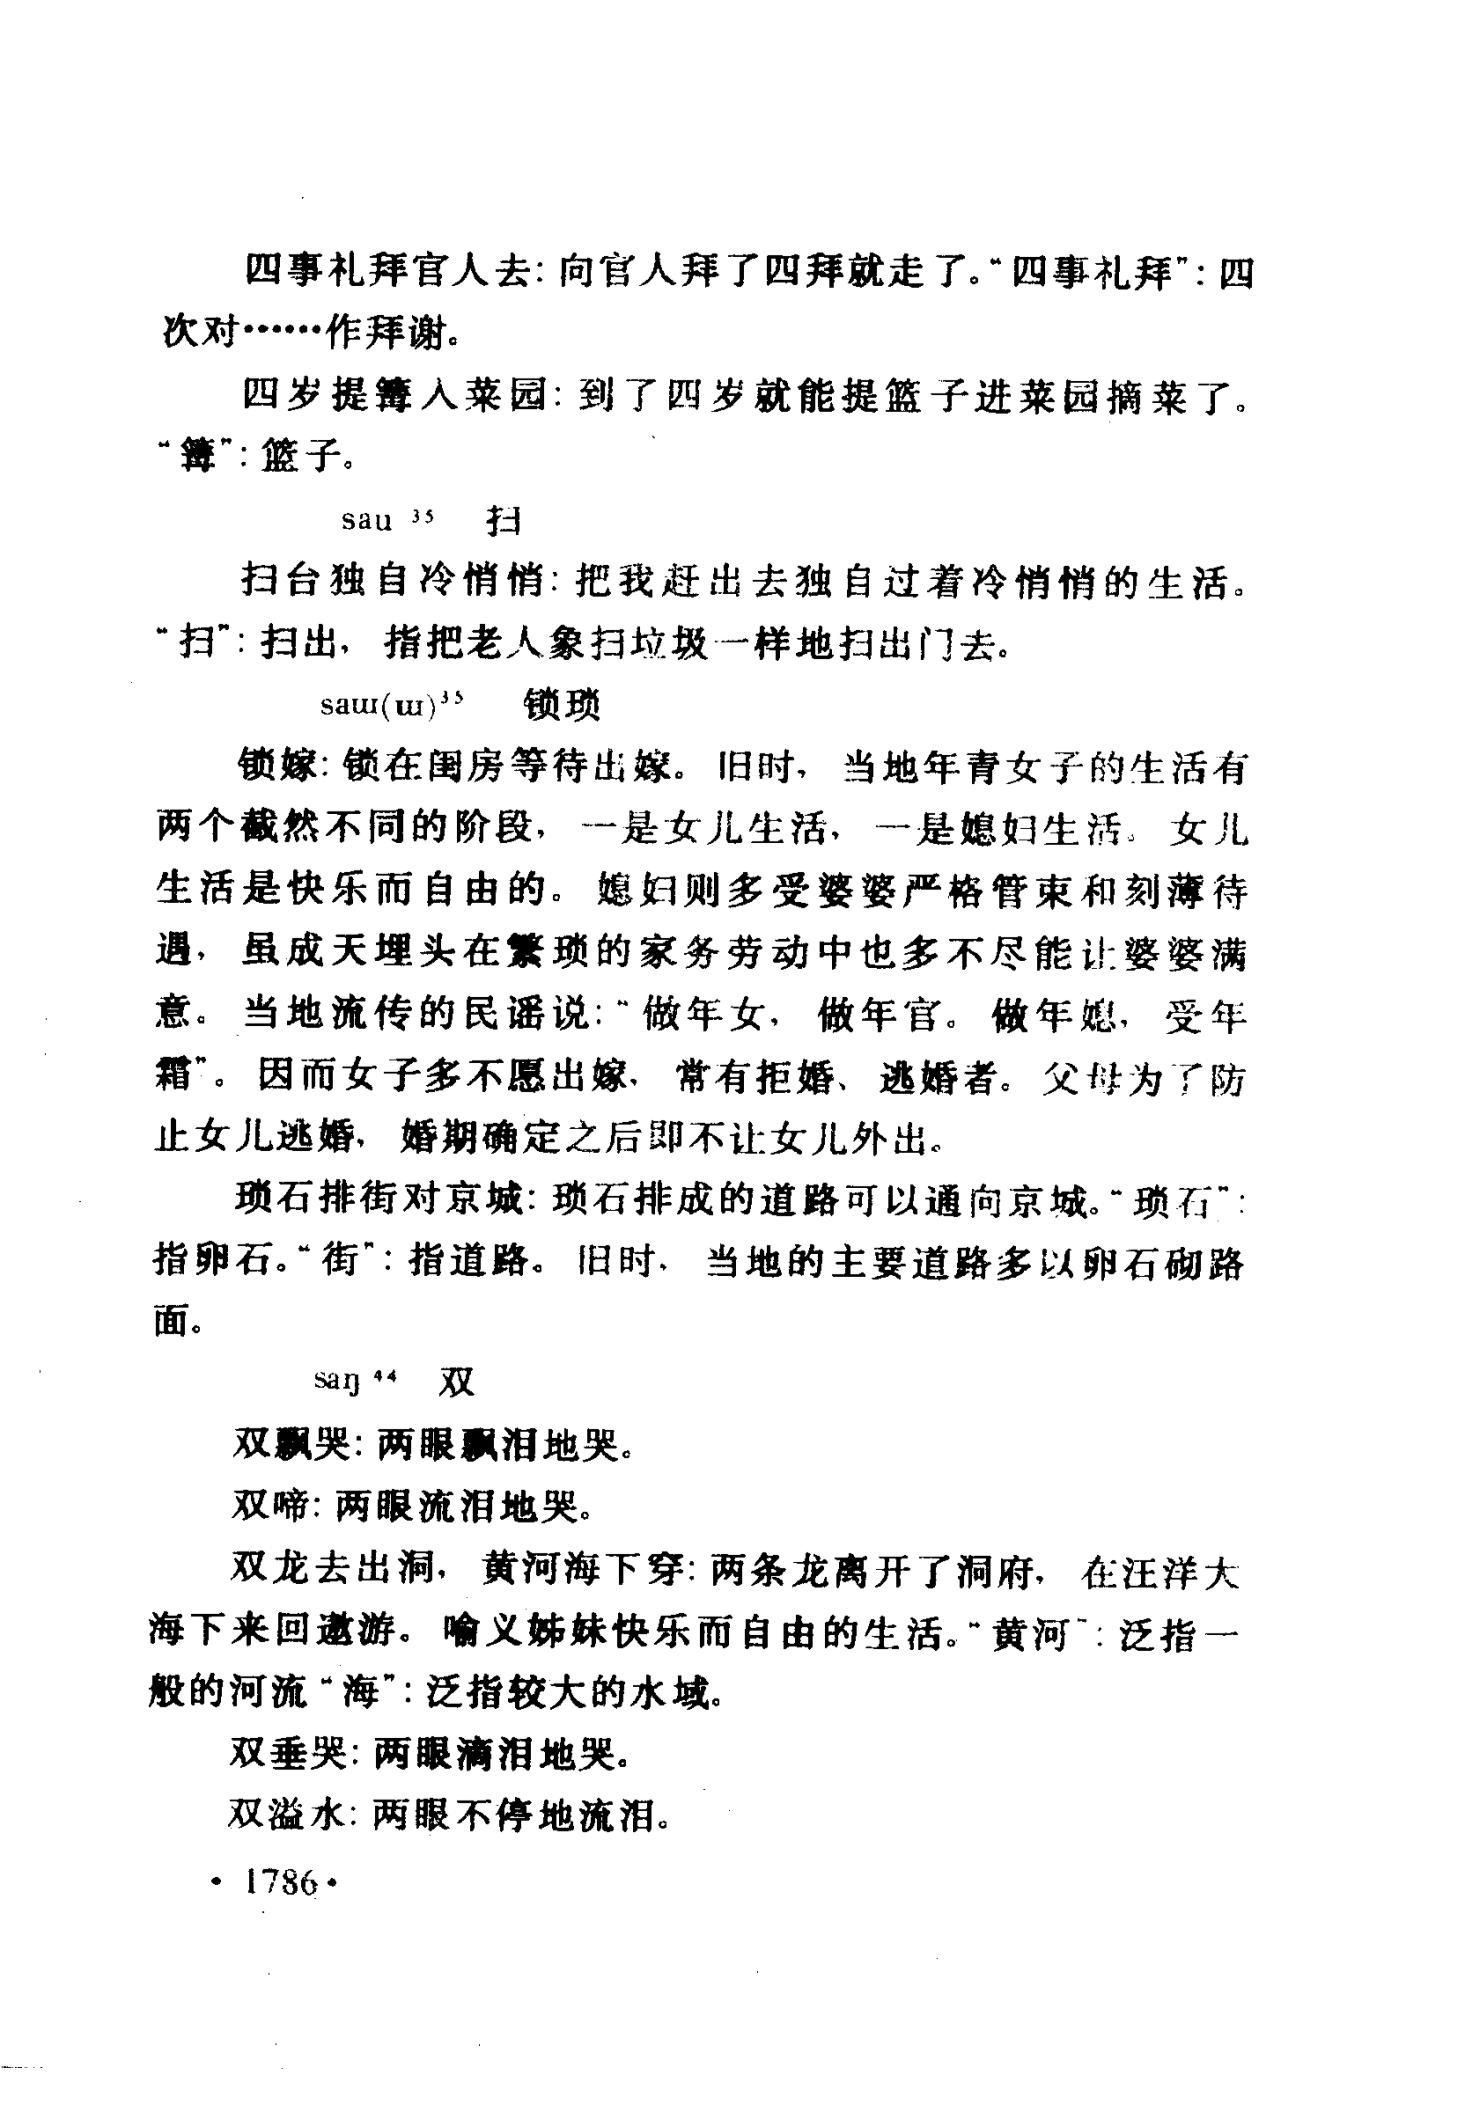 四事礼拜官人去：向官人拜了四拜就走了。“四事礼拜”：四
次对……作拜谢。
四岁提篝入菜园：到了四岁就能提篮子进菜园摘菜了。
“篝”：篮子。
sau ³⁵ 扫
扫台独自冷悄悄：把我赶出去独自过着冷悄悄的生活。
“扫”：扫出，指把老人象扫垃圾一样地扫出门去。
saɯ(ɯ)³⁵ 锁琐
锁嫁：锁在闺房等待出嫁。旧时，当地年青女子的生活有
两个截然不同的阶段，一是女儿生活，一是媳妇生活。女儿
生活是快乐而自由的。媳妇则多受婆婆严格管束和刻薄待
遇，虽成天埋头在繁琐的家务劳动中也多不尽能让婆婆满
意。当地流传的民谣说：“做年女，做年官。做年媳，受年
霜”。因而女子多不愿出嫁，常有拒婚、逃婚者。父母为了防
止女儿逃婚，婚期确定之后即不让女儿外出。
琐石排街对京城：琐石排成的道路可以通向京城。“琐石”：
指卵石。“街”：指道路。旧时，当地的主要道路多以卵石砌路
面。
saŋ ⁴⁴ 双
双飘哭：两眼飘泪地哭。
双啼：两眼流泪地哭。
双龙去出洞，黄河海下穿：两条龙离开了洞府，在汪洋大
海下来回遨游。喻义姊妹快乐而自由的生活。“黄河”：泛指一
般的河流“海”：泛指较大的水域。
双垂哭：两眼滴泪地哭。
双溢水：两眼不停地流泪。
· 1786 ·